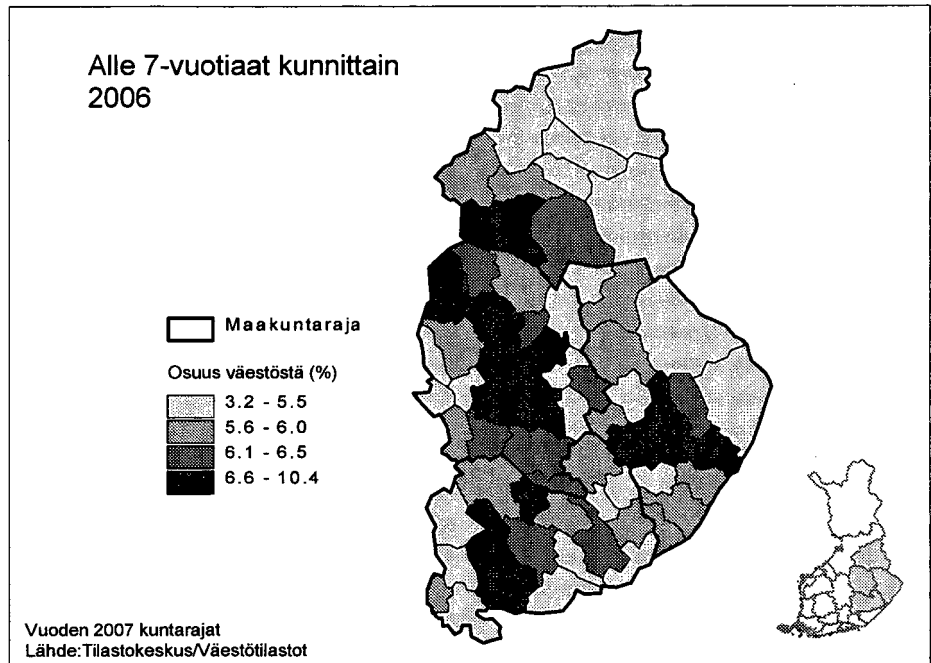 Alle 7-vuotiaat kunnittain
2006
Maakuntaraja
Osuus väestöstä (%)
3.2 - 5.5
5.6 - 6.0
6.1 - 6.5
6.6 - 10.4
Vuoden 2007 kuntarajat
Lähde:Tilastokeskus/Väestötilastot